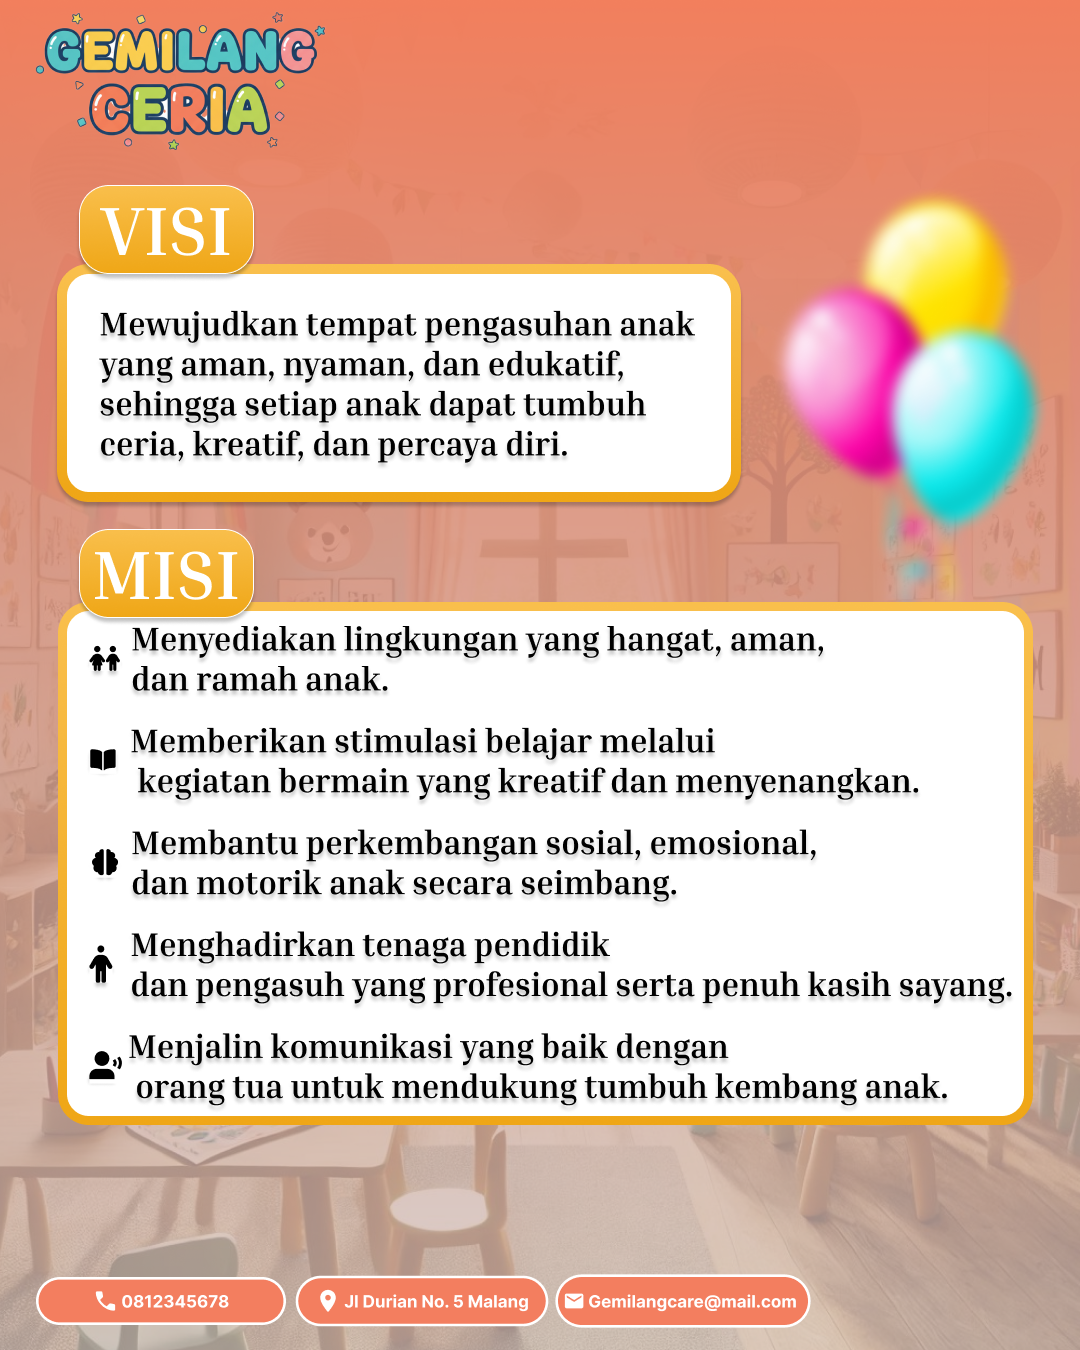 GEMILANG
CERIA
VISI
Mewujudkan tempat pengasuhan anak
yang aman, nyaman, dan edukatif,
sehingga setiap anak dapat tumbuh
ceria, kreatif, dan percaya diri.
MISI
Menyediakan lingkungan yang hangat, aman,
dan ramah anak.
Memberikan stimulasi belajar melalui
kegiatan bermain yang kreatif dan menyenangkan.
Membantu perkembangan sosial, emosional,
dan motorik anak secara seimbang.
Menghadirkan tenaga pendidik
dan pengasuh yang profesional serta penuh kasih sayang.
Menjalin komunikasi yang baik dengan
orang tua untuk mendukung tumbuh kembang anak.
0812345678
Jl Durian No. 5 Malang
Gemilangcare@mail.com